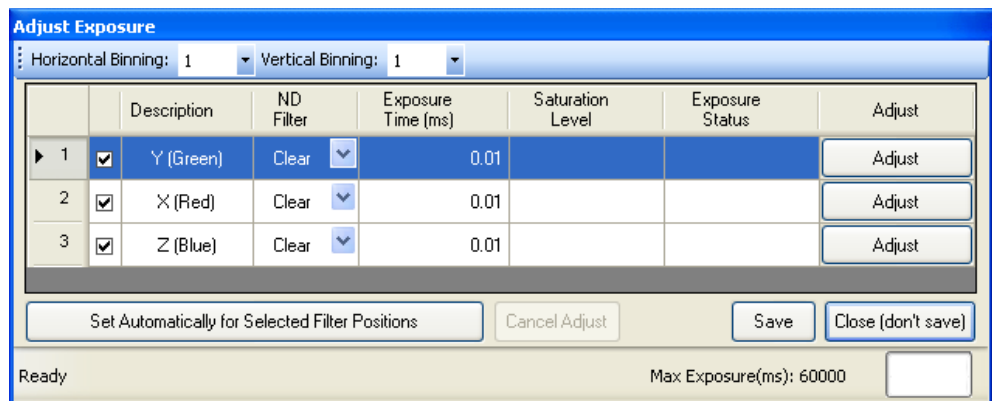 Adjust Exposure
Horizontal Binning: 1 Vertical Binning: 1
Description ND Filter Exposure Time (ms) Saturation Level Exposure Status Adjust
1 Y (Green) Clear 0.01 Adjust
2 X (Red) Clear 0.01 Adjust
3 Z (Blue) Clear 0.01 Adjust
Set Automatically for Selected Filter Positions Cancel Adjust Save Close (don't save)
Ready Max Exposure(ms): 60000